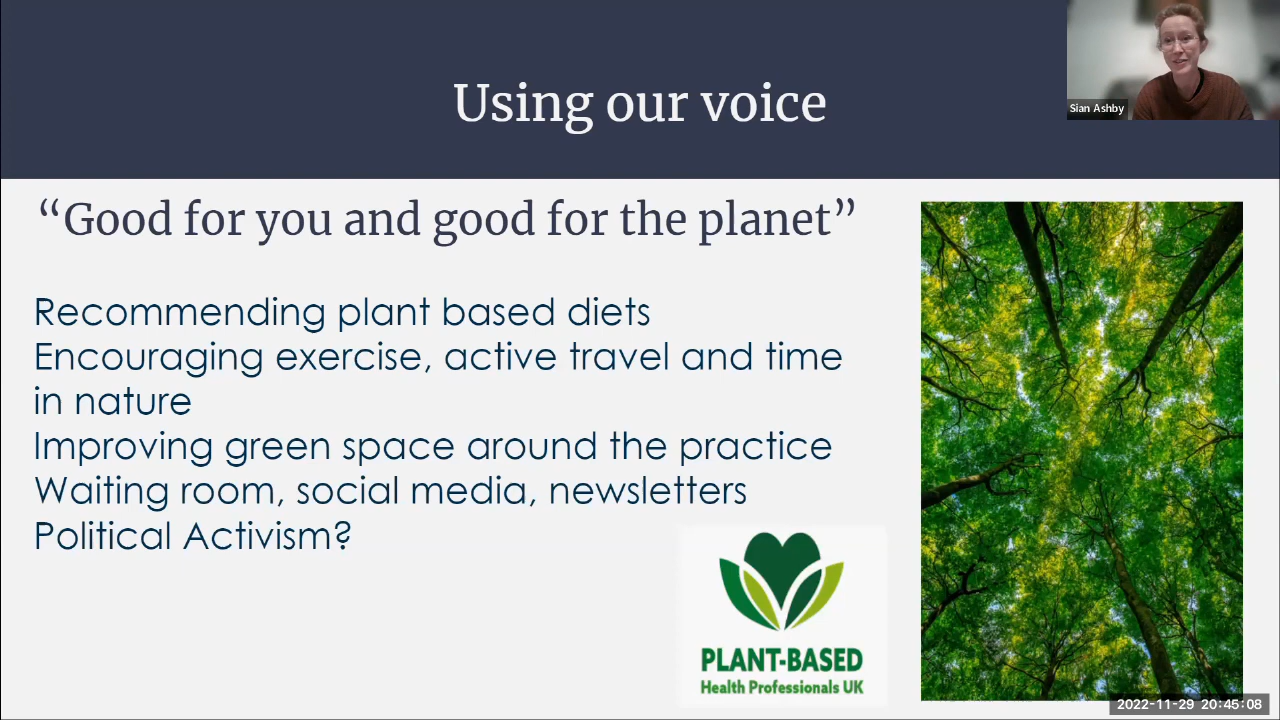 Using our voice
Sian Ashby
“Good for you and good for the planet”
Recommending plant based diets
Encouraging exercise, active travel and time
in nature
Improving green space around the practice
Waiting room, social media, newsletters
Political Activism?
PLANT-BASED
Health Professionals UK
2022-11-29 20:45:08